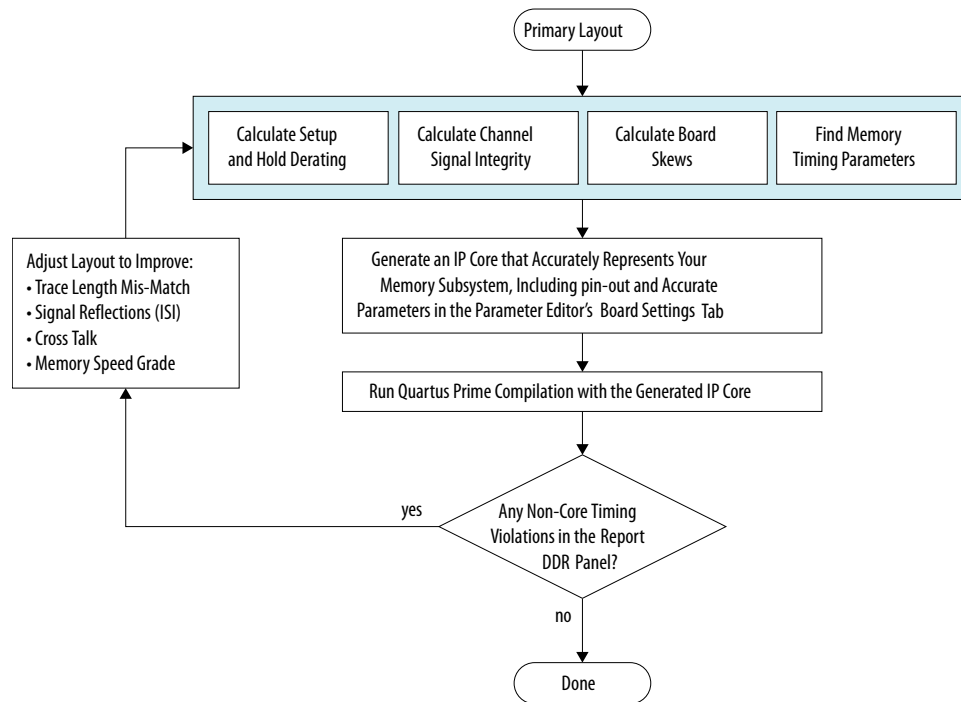 Primary Layout
Calculate Setup
and Hold Derating
Calculate Channel
Signal Integrity
Calculate Board
Skews
Find Memory
Timing Parameters
Generate an IP Core that Accurately Represents Your
Memory Subsystem, Including pin-out and Accurate
Parameters in the Parameter Editor's Board Settings Tab
Adjust Layout to Improve:
• Trace Length Mis-Match
• Signal Reflections (ISI)
• Cross Talk
• Memory Speed Grade
Run Quartus Prime Compilation with the Generated IP Core
yes
Any Non-Core Timing
Violations in the Report
DDR Panel?
no
Done